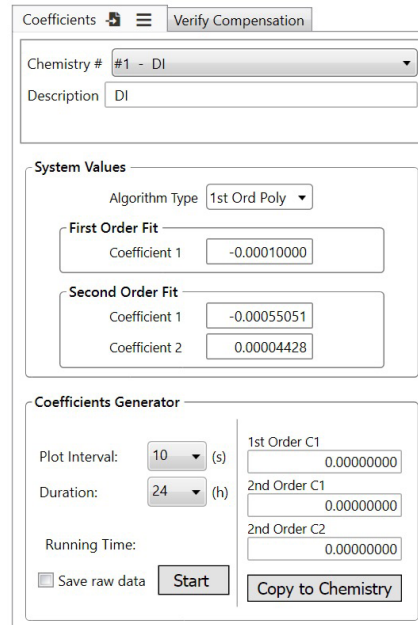 Coefficients
Verify Compensation
Chemistry # #1 - DI
Description DI
System Values
Algorithm Type 1st Ord Poly
First Order Fit
Coefficient 1 -0.00010000
Second Order Fit
Coefficient 1 -0.00055051
Coefficient 2 0.00004428
Coefficients Generator
Plot Interval: 10 (s)
Duration: 24 (h)
Running Time:
Save raw data Start
1st Order C1
0.00000000
2nd Order C1
0.00000000
2nd Order C2
0.00000000
Copy to Chemistry